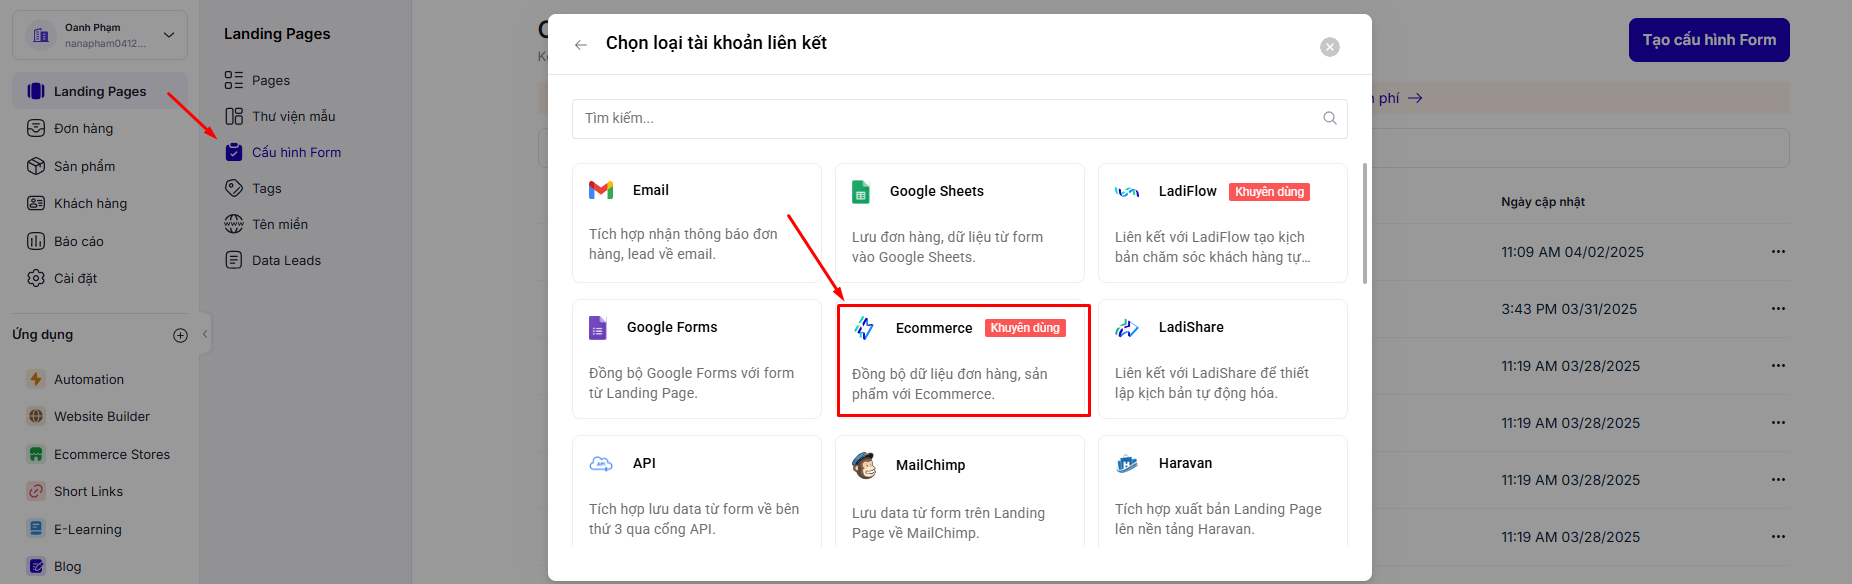 Oanh Phạm
nanapham0412...
Landing Pages
Đơn hàng
Sản phẩm
Khách hàng
Báo cáo
Cài đặt
Ứng dụng
Automation
Website Builder
Ecommerce Stores
Short Links
E-Learning
Blog
Landing Pages
Pages
Thư viện mẫu
Cấu hình Form
Tags
Tên miền
Data Leads
Chọn loại tài khoản liên kết
Tìm kiếm...
Email
Tích hợp nhận thông báo đơn
hàng, lead về email.
Google Sheets
Lưu đơn hàng, dữ liệu từ form
vào Google Sheets.
LadiFlow Khuyên dùng
Liên kết với LadiFlow tạo kịch
bản chăm sóc khách hàng tự...
Google Forms
Đồng bộ Google Forms với form
từ Landing Page.
Ecommerce Khuyên dùng
Đồng bộ dữ liệu đơn hàng, sản
phẩm với Ecommerce.
LadiShare
Liên kết với LadiShare để thiết
lập kịch bản tự động hóa.
API
Tích hợp lưu data từ form về bên
thứ 3 qua cổng API.
MailChimp
Lưu data từ form trên Landing
Page về MailChimp.
Haravan
Tích hợp xuất bản Landing Page
lên nền tảng Haravan.
Tạo cấu hình Form
phí
Ngày cập nhật
11:09 AM 04/02/2025
3:43 PM 03/31/2025
11:19 AM 03/28/2025
11:19 AM 03/28/2025
11:19 AM 03/28/2025
11:19 AM 03/28/2025